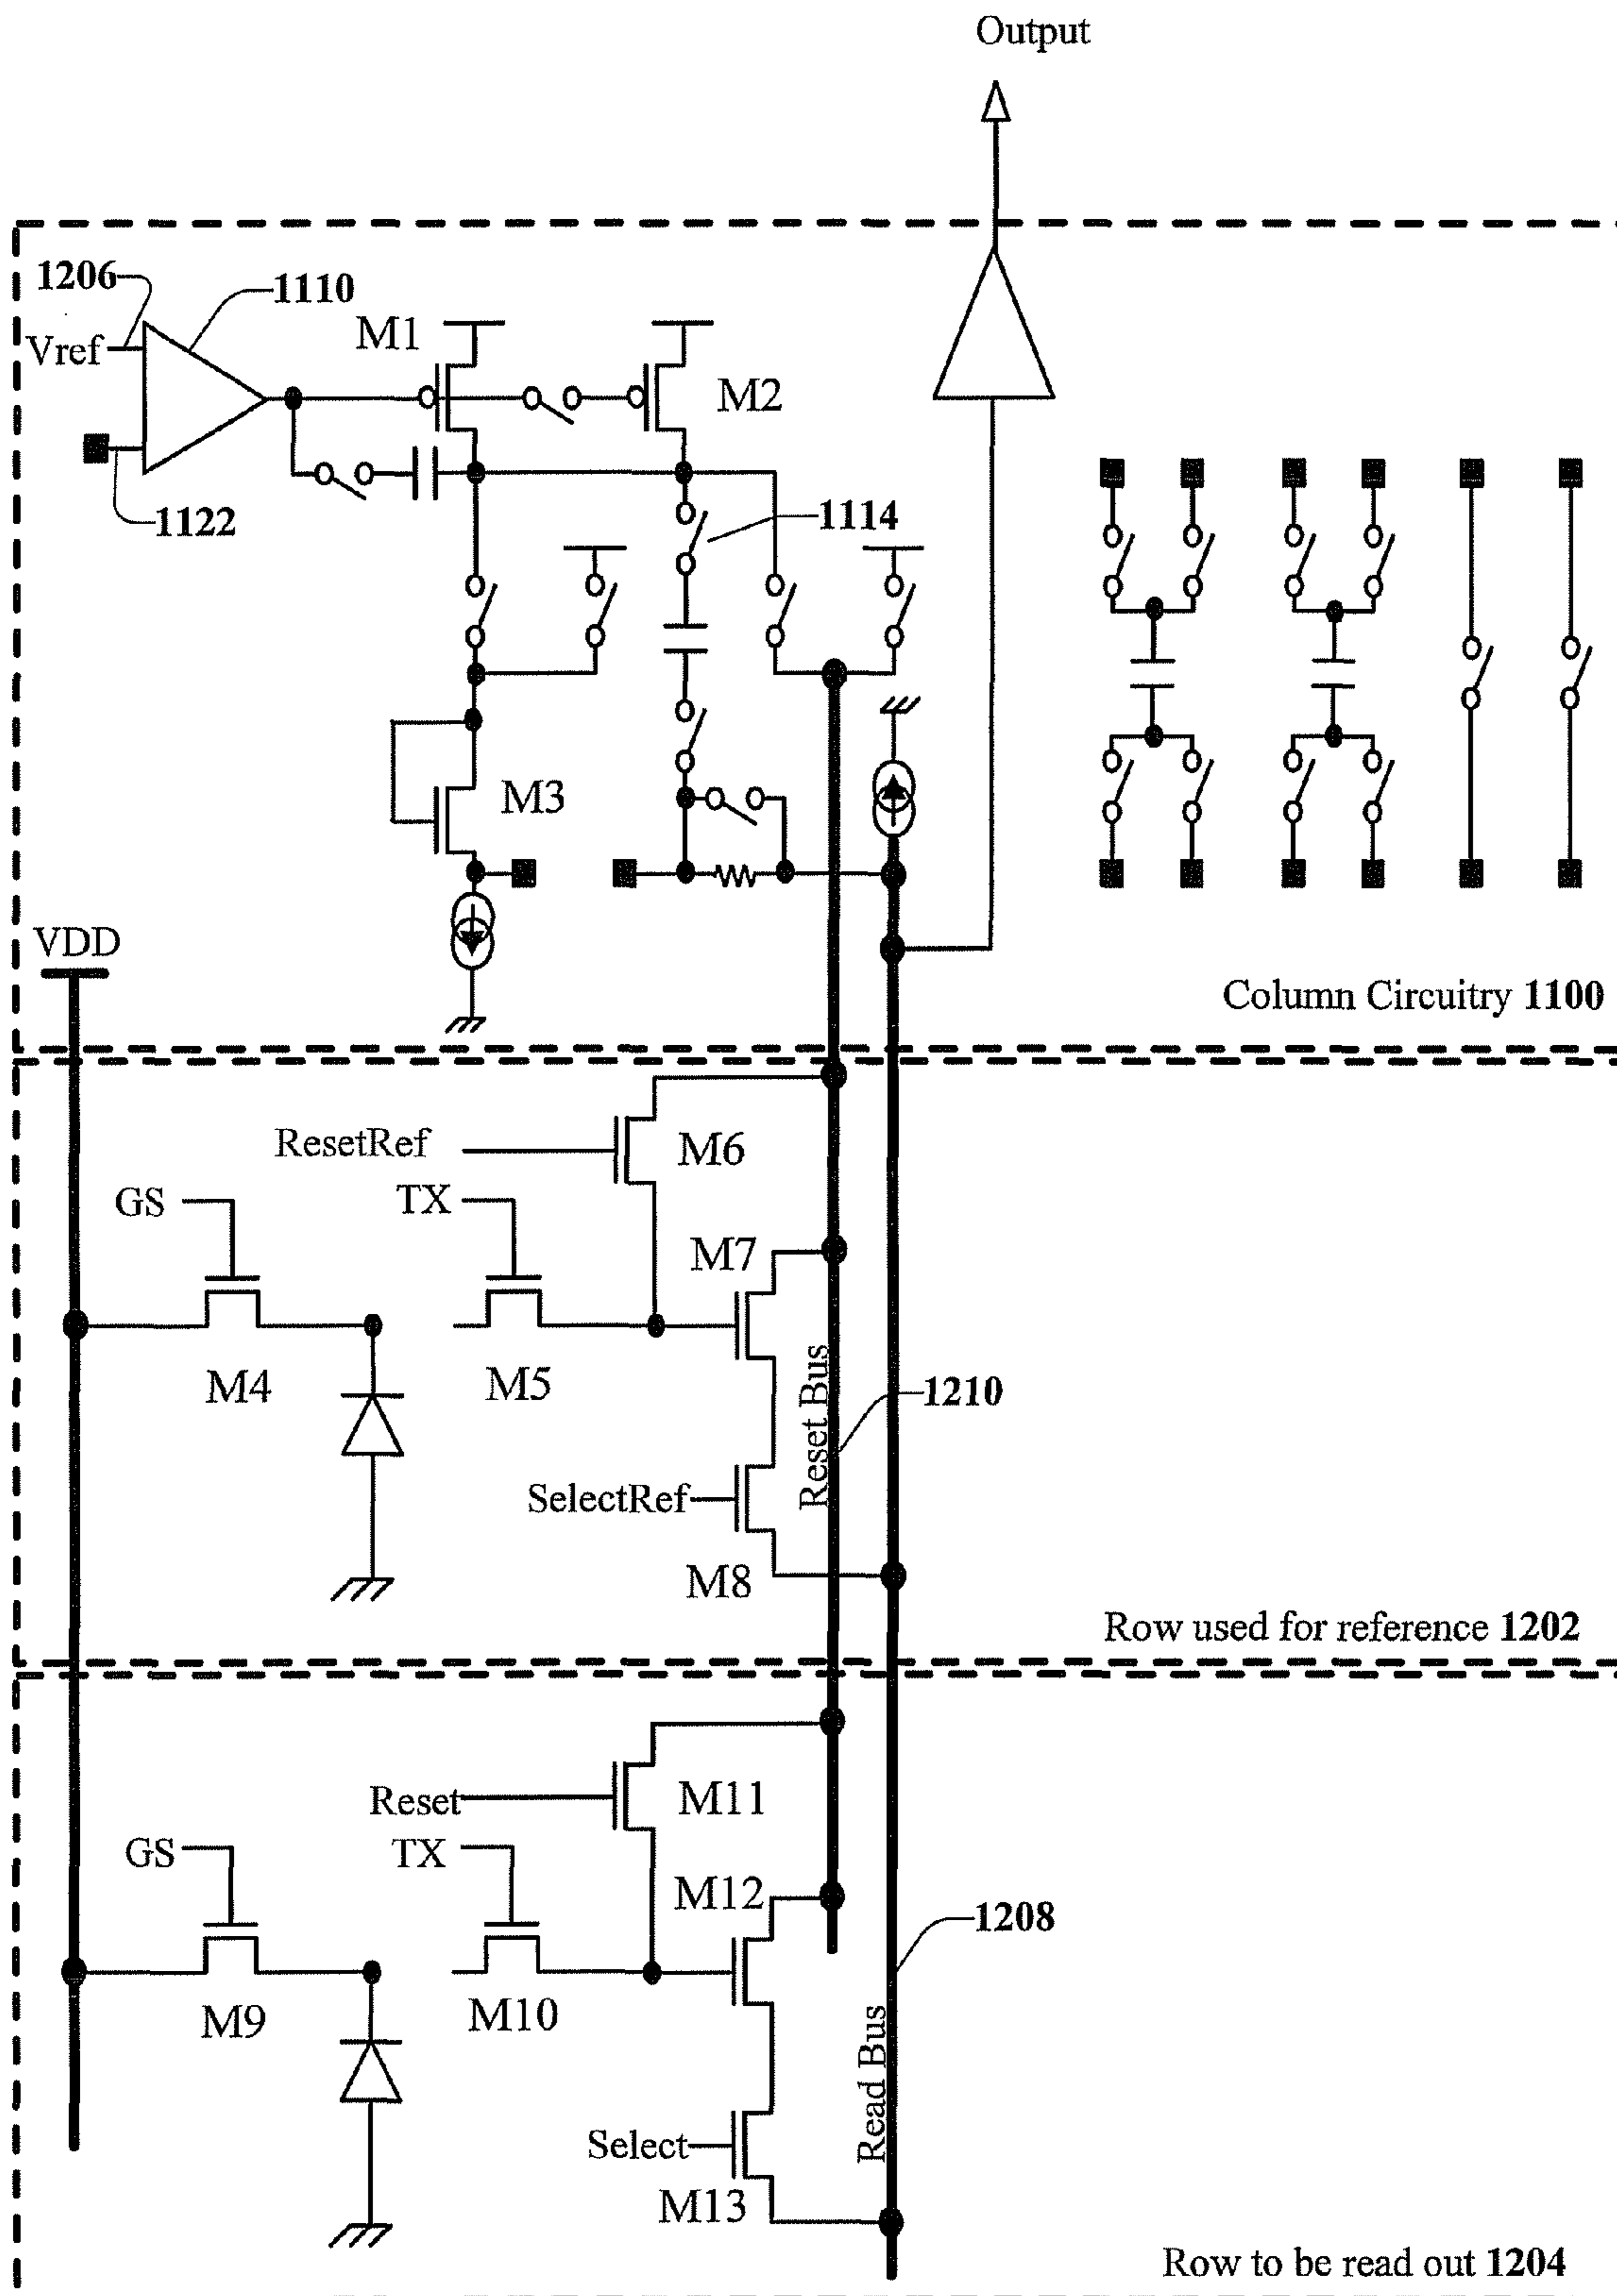 Output
1206
1110
Vref
M1
M2
1122
1114
M3
VDD
Column Circuitry 1100
ResetRef
M6
GS
TX
M7
M4
M5
Reset Bus
1210
SelectRef
M8
Row used for reference 1202
Reset
M11
GS
TX
M12
1208
M9
M10
Read Bus
Select
M13
Row to be read out 1204